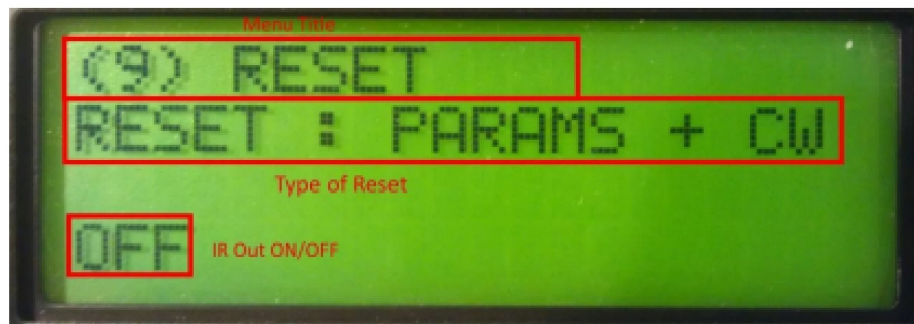 Menu Title
(9) RESET
RESET : PARAMS + CW
Type of Reset
OFF IR Out ON/OFF